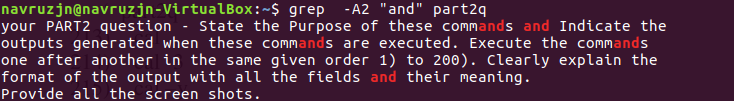 navruzjn@navruzjn-VirtualBox:~$ grep  -A2 "and" part2q
your PART2 question - State the Purpose of these commands and Indicate the
outputs generated when these commands are executed. Execute the commands
one after another in the same given order 1) to 200). Clearly explain the
format of the output with all the fields and their meaning.
Provide all the screen shots.